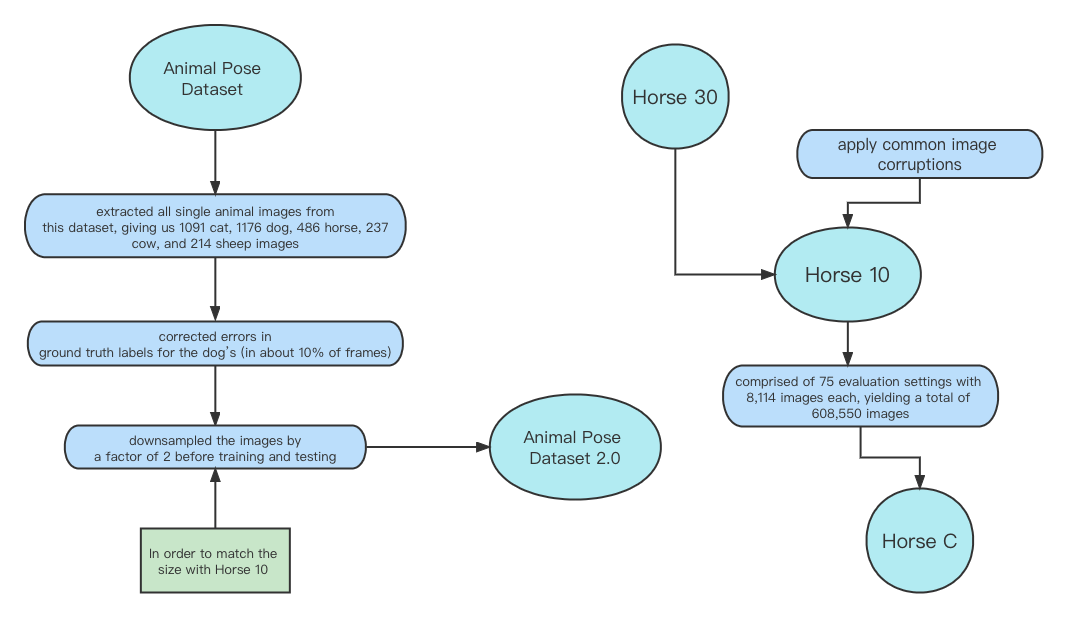 Animal Pose
Dataset
extracted all single animal images from
this dataset, giving us 1091 cat, 1176 dog, 486 horse, 237
cow, and 214 sheep images
corrected errors in
ground truth labels for the dog's (in about 10% of frames)
downsampled the images by
a factor of 2 before training and testing
In order to match the
size with Horse 10
Animal Pose
Dataset 2.0
Horse 30
apply common image
corruptions
Horse 10
comprised of 75 evaluation settings with
8,114 images each, yielding a total of
608,550 images
Horse C